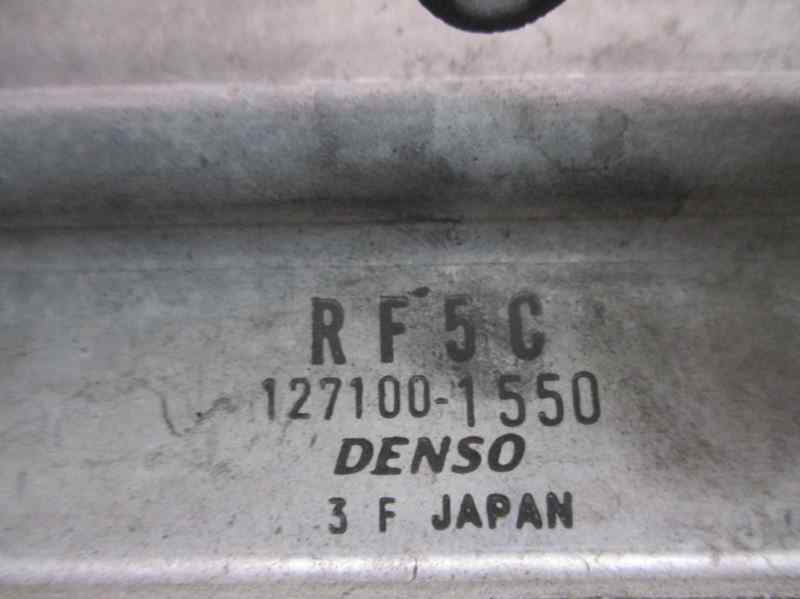 RF5C
127100-1550
DENSO
3 F JAPAN